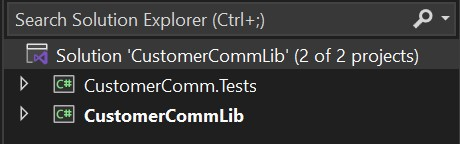 Search Solution Explorer (Ctrl+;)
Solution 'CustomerCommLib' (2 of 2 projects)
C# CustomerComm.Tests
C# CustomerCommLib